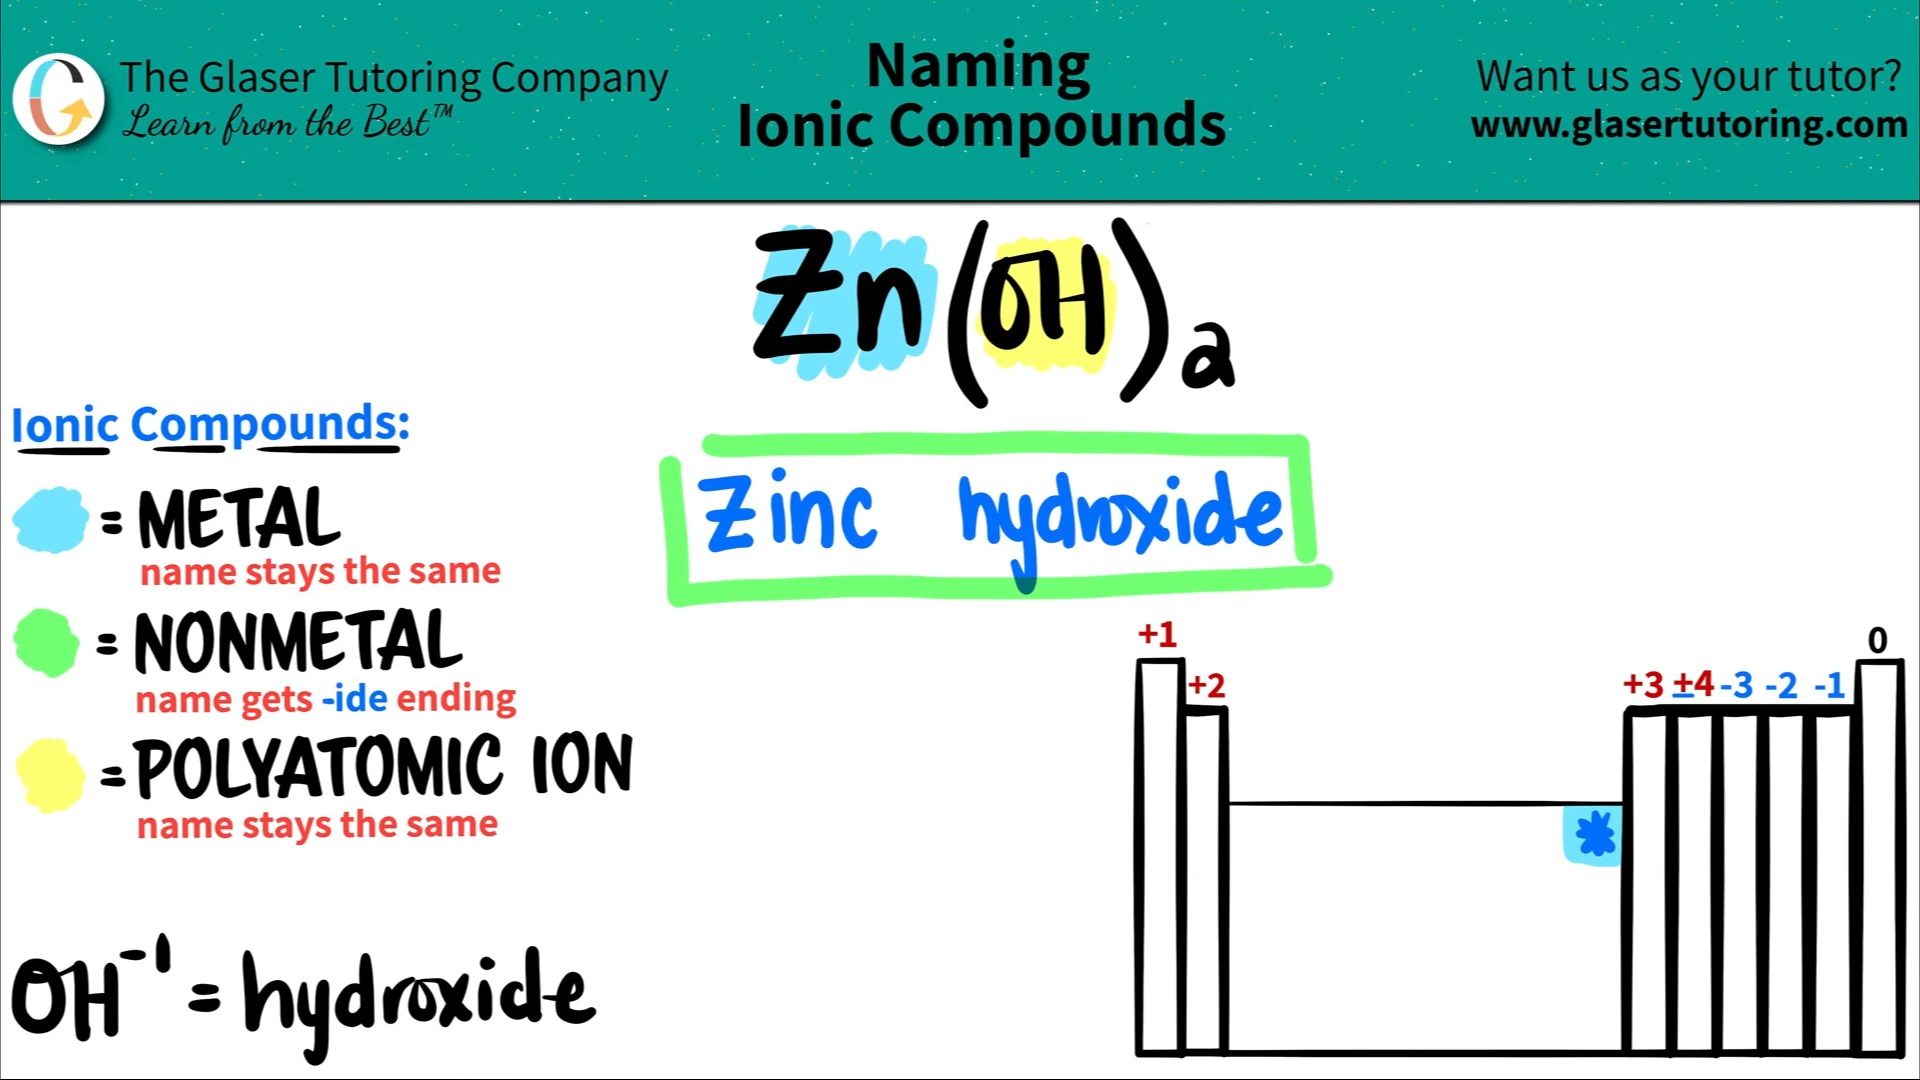 The Glaser Tutoring Company
Learn from the Best™
Naming
Ionic Compounds
Want us as your tutor?
www.glasertutoring.com
Zn(OH)₂
Zinc hydroxide
Ionic Compounds:
= METAL
name stays the same
= NONMETAL
name gets -ide ending
= POLYATOMIC ION
name stays the same
OH⁻¹ = hydroxide
+1
+2
+3 ±4 -3 -2 -1
0